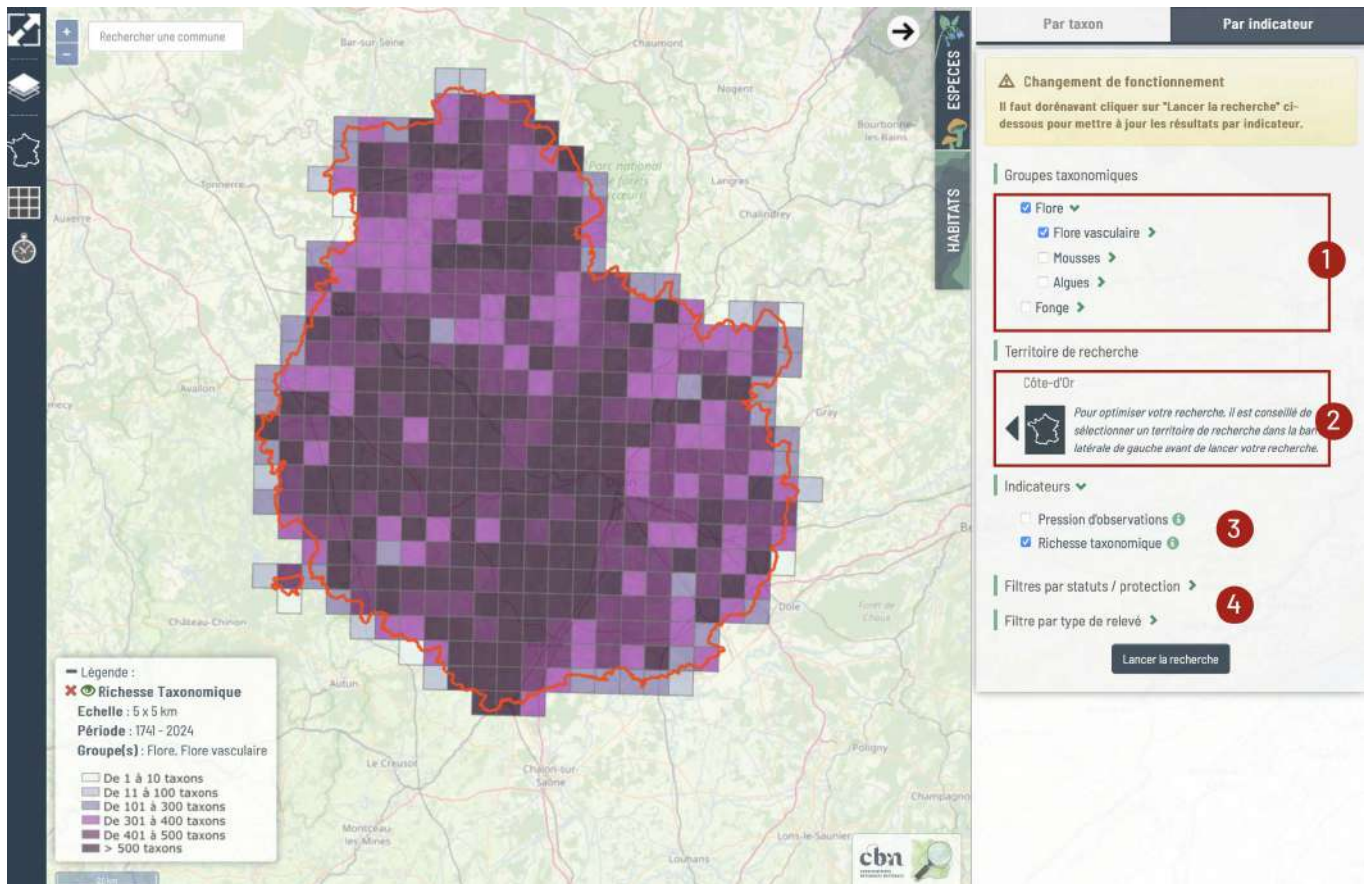 Rechercher une commune
Bar-sur-Seine
Chaumont
Nogent
Bourbonne-
les-Bains
Parc national
Langres
Chalindrey
Tonnerre
Auxerre
Avallon
Gray
Dole
Forêt de
Chaux
Château-Chinon
Autun
Le Creusot
Chalon-sur-
Saône
Montceau-
les-Mines
Louhans
Lons-le-Saunier
Poligny
Champagno
ESPECES
HABITATS
cbn
Légende :
Richesse Taxonomique
Echelle : 5 x 5 km
Période : 1741 - 2024
Groupe(s) : Flore, Flore vasculaire
De 1 à 10 taxons
De 11 à 100 taxons
De 101 à 300 taxons
De 301 à 400 taxons
De 401 à 500 taxons
> 500 taxons
Par taxon
Par indicateur
Changement de fonctionnement
Il faut dorénavant cliquer sur "Lancer la recherche" ci-
dessous pour mettre à jour les résultats par indicateur.
Groupes taxonomiques
Flore
Flore vasculaire
Mousses
Algues
Fonge
1
Territoire de recherche
Côte-d'Or
Pour optimiser votre recherche, il est conseillé de
sélectionner un territoire de recherche dans la bar
latérale de gauche avant de lancer votre recherche.
2
Indicateurs
Pression d'observations
Richesse taxonomique
3
Filtres par statuts / protection
Filtre par type de relevé
4
Lancer la recherche